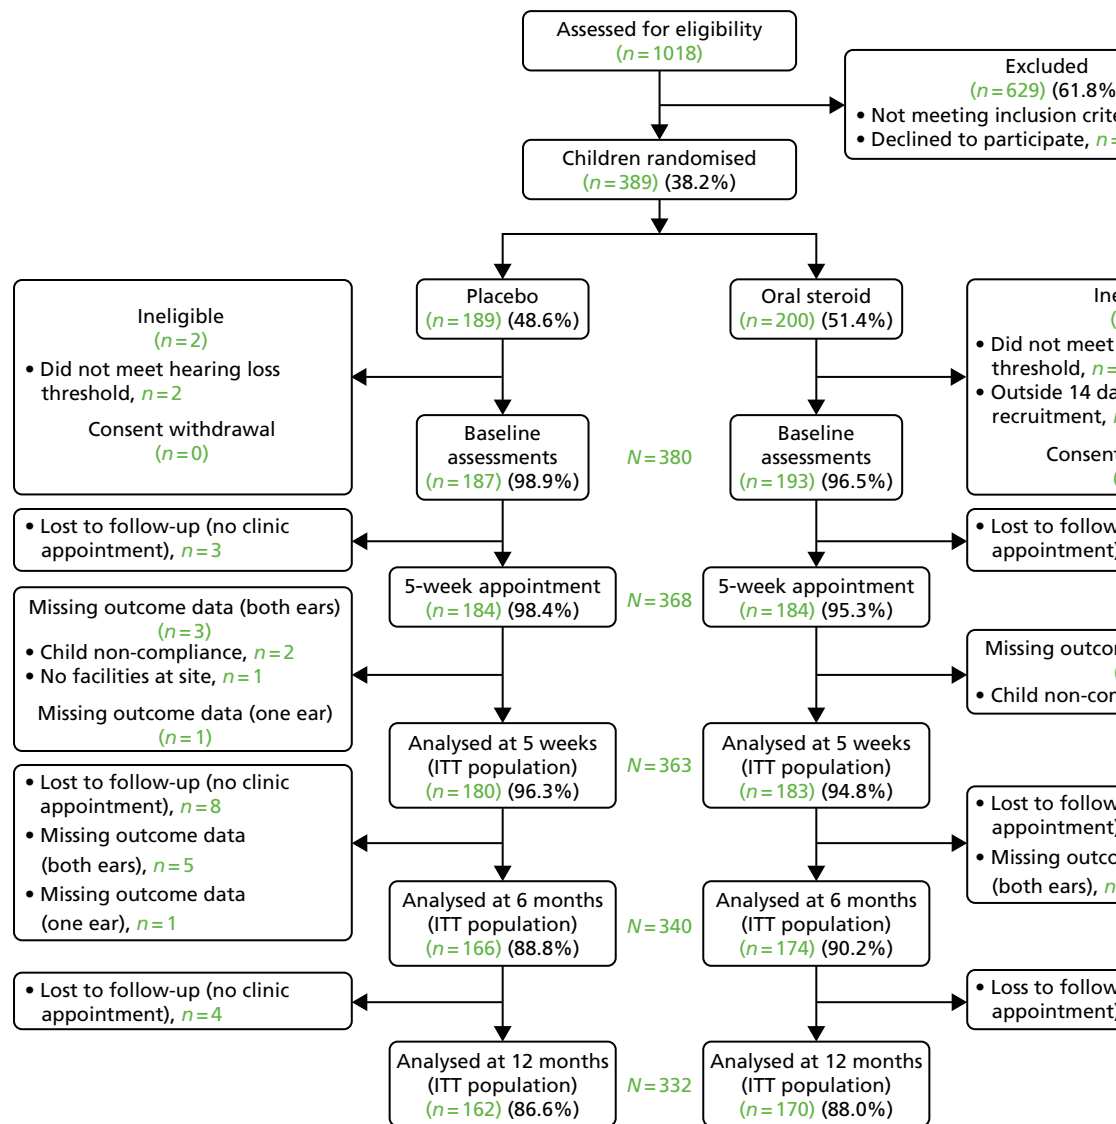 Assessed for eligibility
(n=1018)
Excluded
(n=629) (61.8%
• Not meeting inclusion
• Declined to participate, n=
Children randomised
(n=389) (38.2%)
Placebo
(n=189) (48.6%)
Oral steroid
(n=200) (51.4%)
Ineligible
(n=2)
• Did not meet hearing loss
threshold, n=2
Consent withdrawal
(n=0)
(
• Did not meet
threshold, n=
• Outside 14
recruitment,
Consent
(
Baseline
assessments
(n=187) (98.9%)
N=380
Baseline
assessments
(n=193) (96.5%)
• Lost to follow-up (no clinic
appointment), n=3
• Lost to follow
appointment)
5-week appointment
(n=184) (98.4%)
N=368
5-week appointment
(n=184) (95.3%)
Missing outcome data (both ears)
(n=3)
• Child non-compliance, n=2
• No facilities at site, n=1
Missing outcome data (one ear)
(n=1)
Missing
(
• Child
Analysed at 5 weeks
(ITT population)
(n=180) (96.3%)
N=363
Analysed at 5 weeks
(ITT population)
(n=183) (94.8%)
• Lost to follow-up (no clinic
appointment), n=8
• Missing outcome data
(both ears), n=5
• Missing outcome data
(one ear), n=1
• Lost to follow
appointment)
• Missing
(both ears), n
Analysed at 6 months
(ITT population)
(n=166) (88.8%)
N=340
Analysed at 6 months
(ITT population)
(n=174) (90.2%)
• Lost to follow-up (no clinic
appointment), n=4
• Loss to follow
appointment)
Analysed at 12 months
(ITT population)
(n=162) (86.6%)
N=332
Analysed at 12 months
(ITT population)
(n=170) (88.0%)